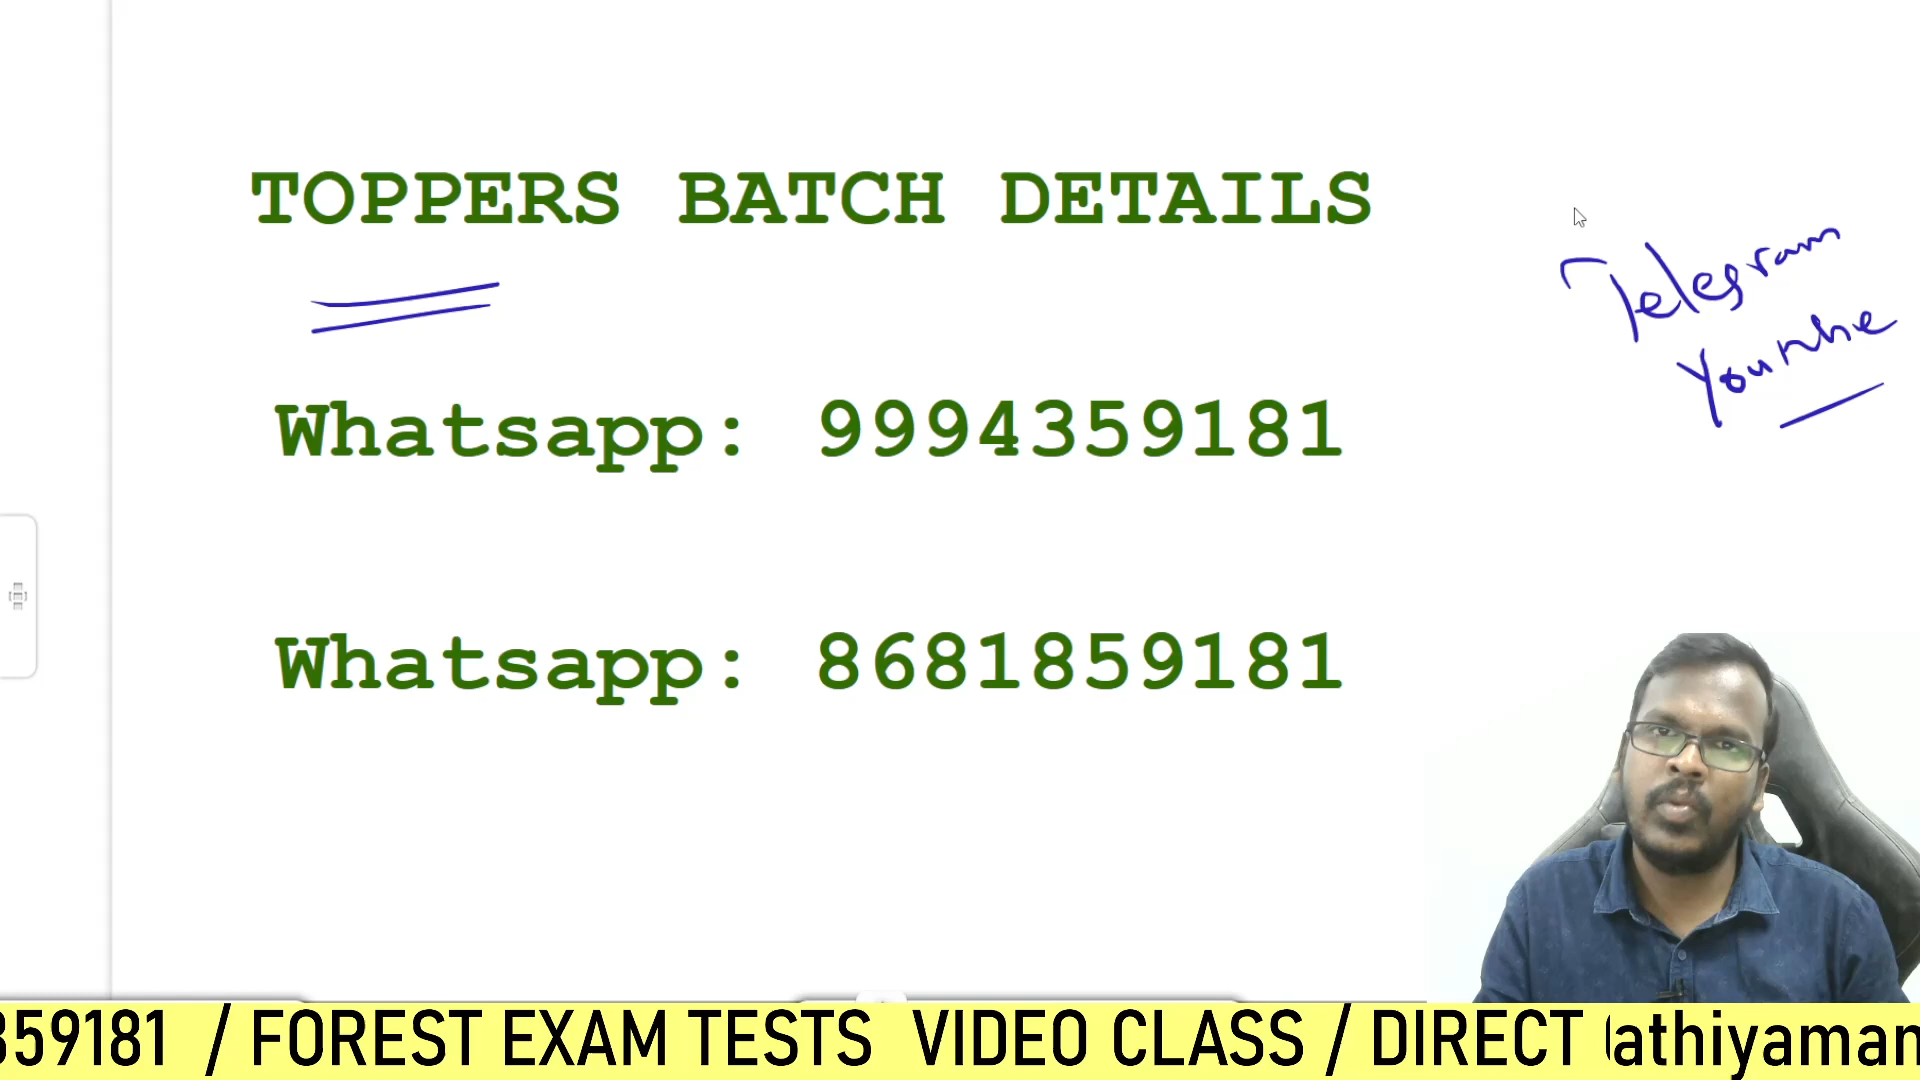 TOPPERS BATCH DETAILS
Telegram
Youtube
Whatsapp: 9994359181
Whatsapp: 8681859181
359181 / FOREST EXAM TESTS VIDEO CLASS / DIRECT (athiyaman